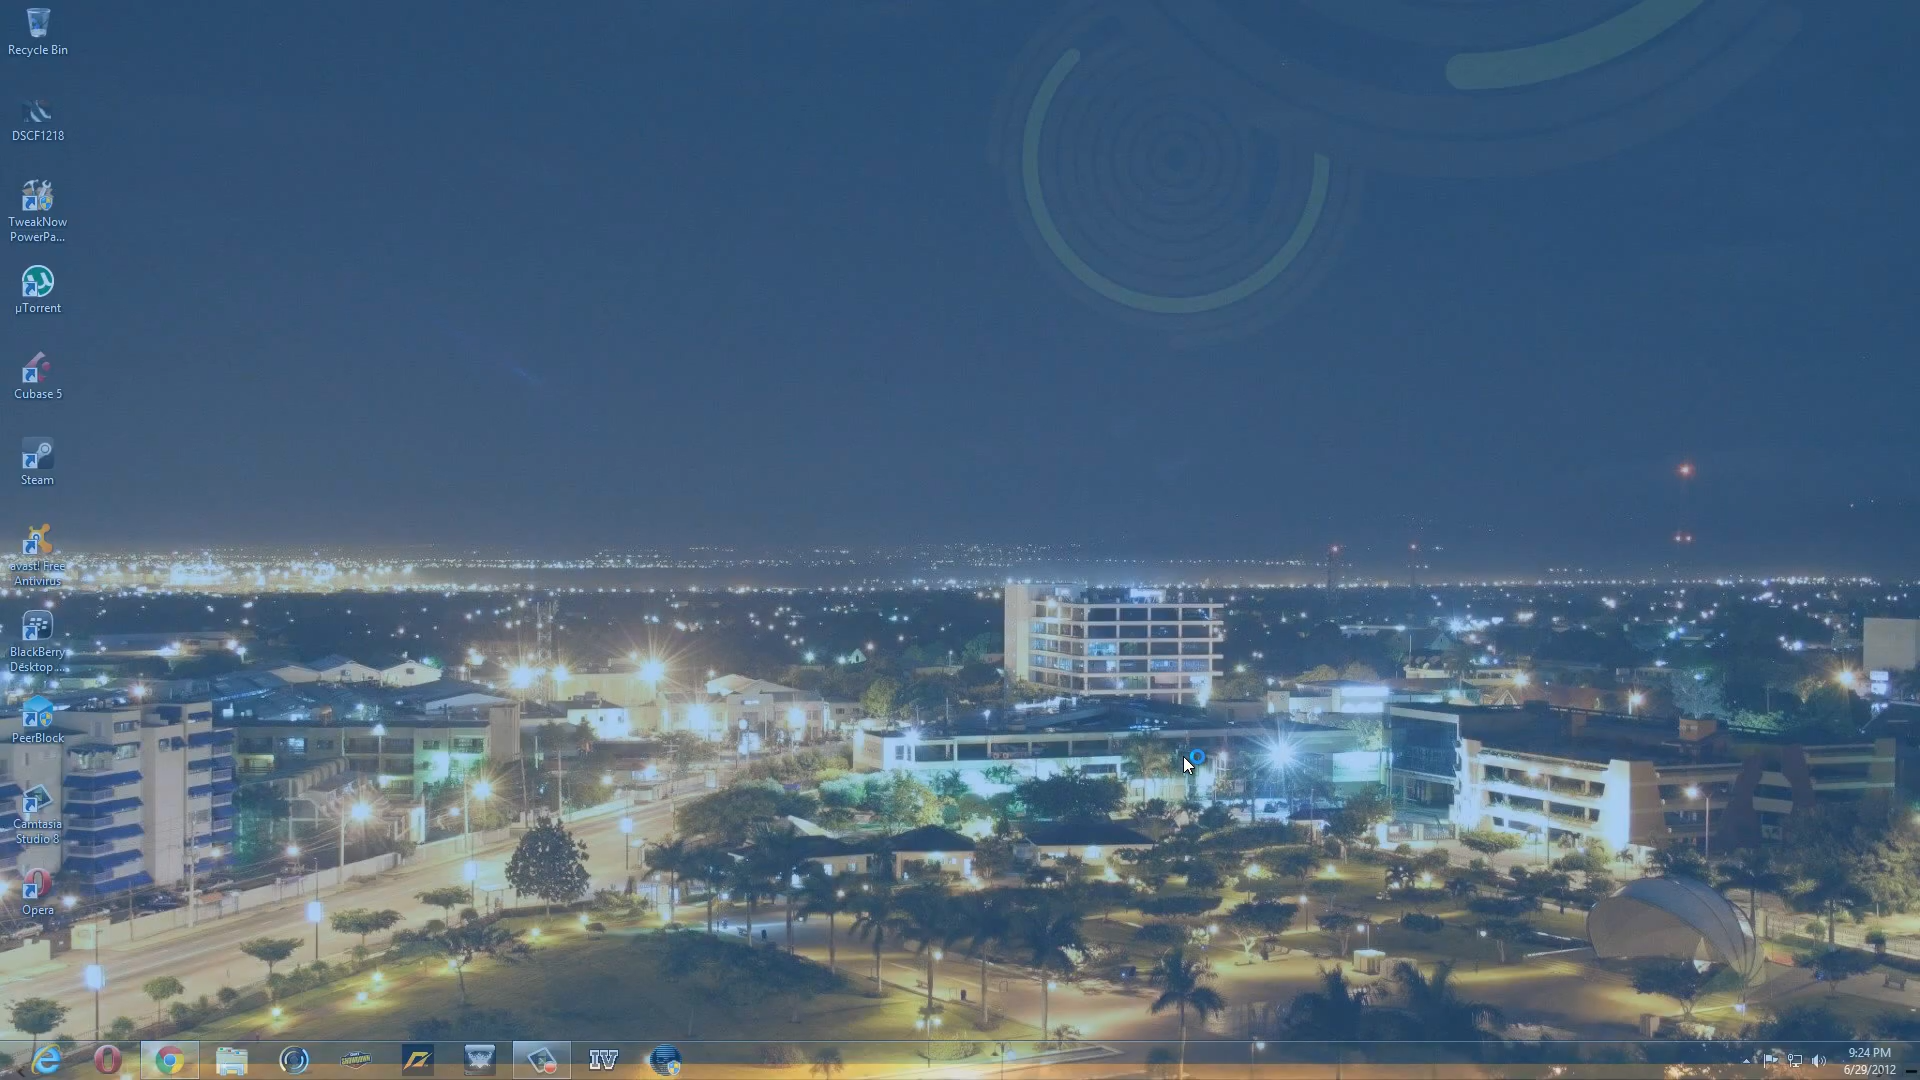 Recycle Bin
DSCF1218
TweakNow
PowerPa...
µTorrent
Cubase 5
Steam
avast! Free
Antivirus
BlackBerry
Desktop ...
PeerBlock
Camtasia
Studio 8
Opera
SHOWDOWN
IV
9:24 PM
6/29/2012